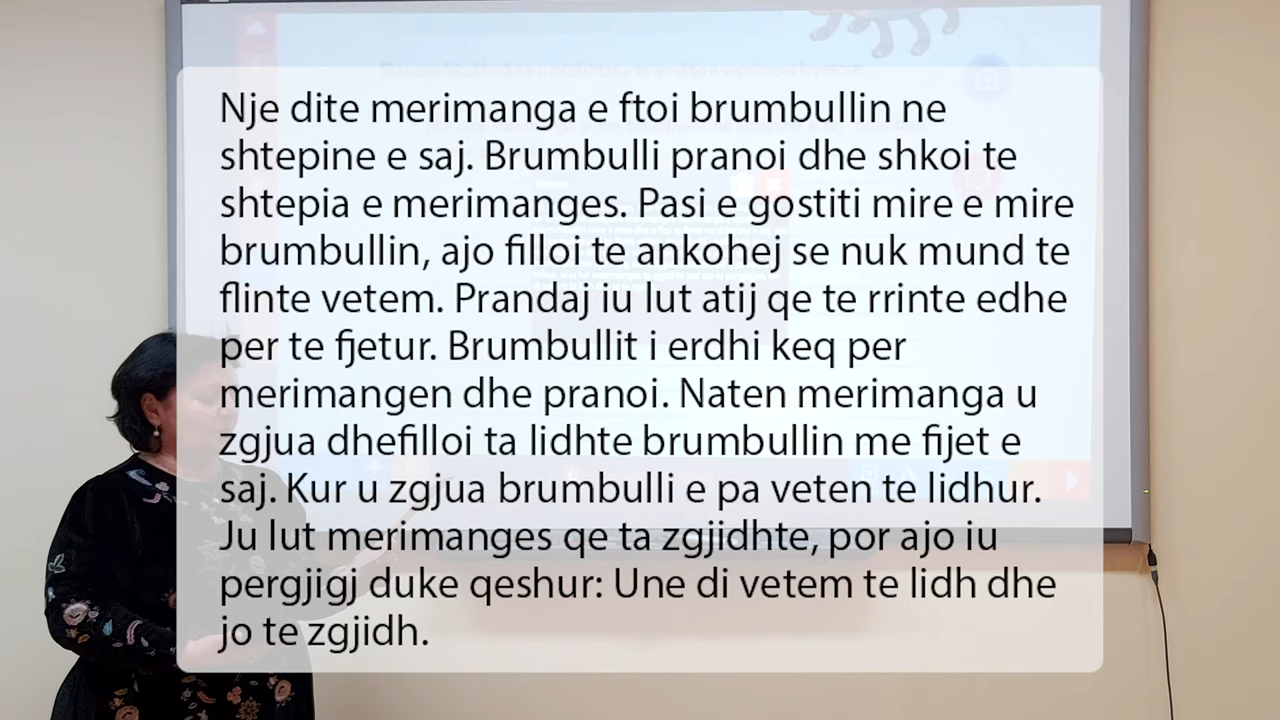 Nje dite merimanga e ftoi brumbullin ne
shtepine e saj. Brumbulli pranoi dhe shkoi te
shtepia e merimanges. Pasi e gostiti mire e mire
brumbullin, ajo filloi te ankohej se nuk mund te
flinte vetem. Prandaj iu lut atij qe te rrinte edhe
per te fjetur. Brumbullit i erdhi keq per
merimangen dhe pranoi. Naten merimanga u
zgjua dhefilloi ta lidhte brumbullin me fijet e
saj. Kur u zgjua brumbulli e pa veten te lidhur.
Ju lut merimanges qe ta zgjidhte, por ajo iu
pergjigj duke qeshur: Une di vetem te lidh dhe
jo te zgjidh.